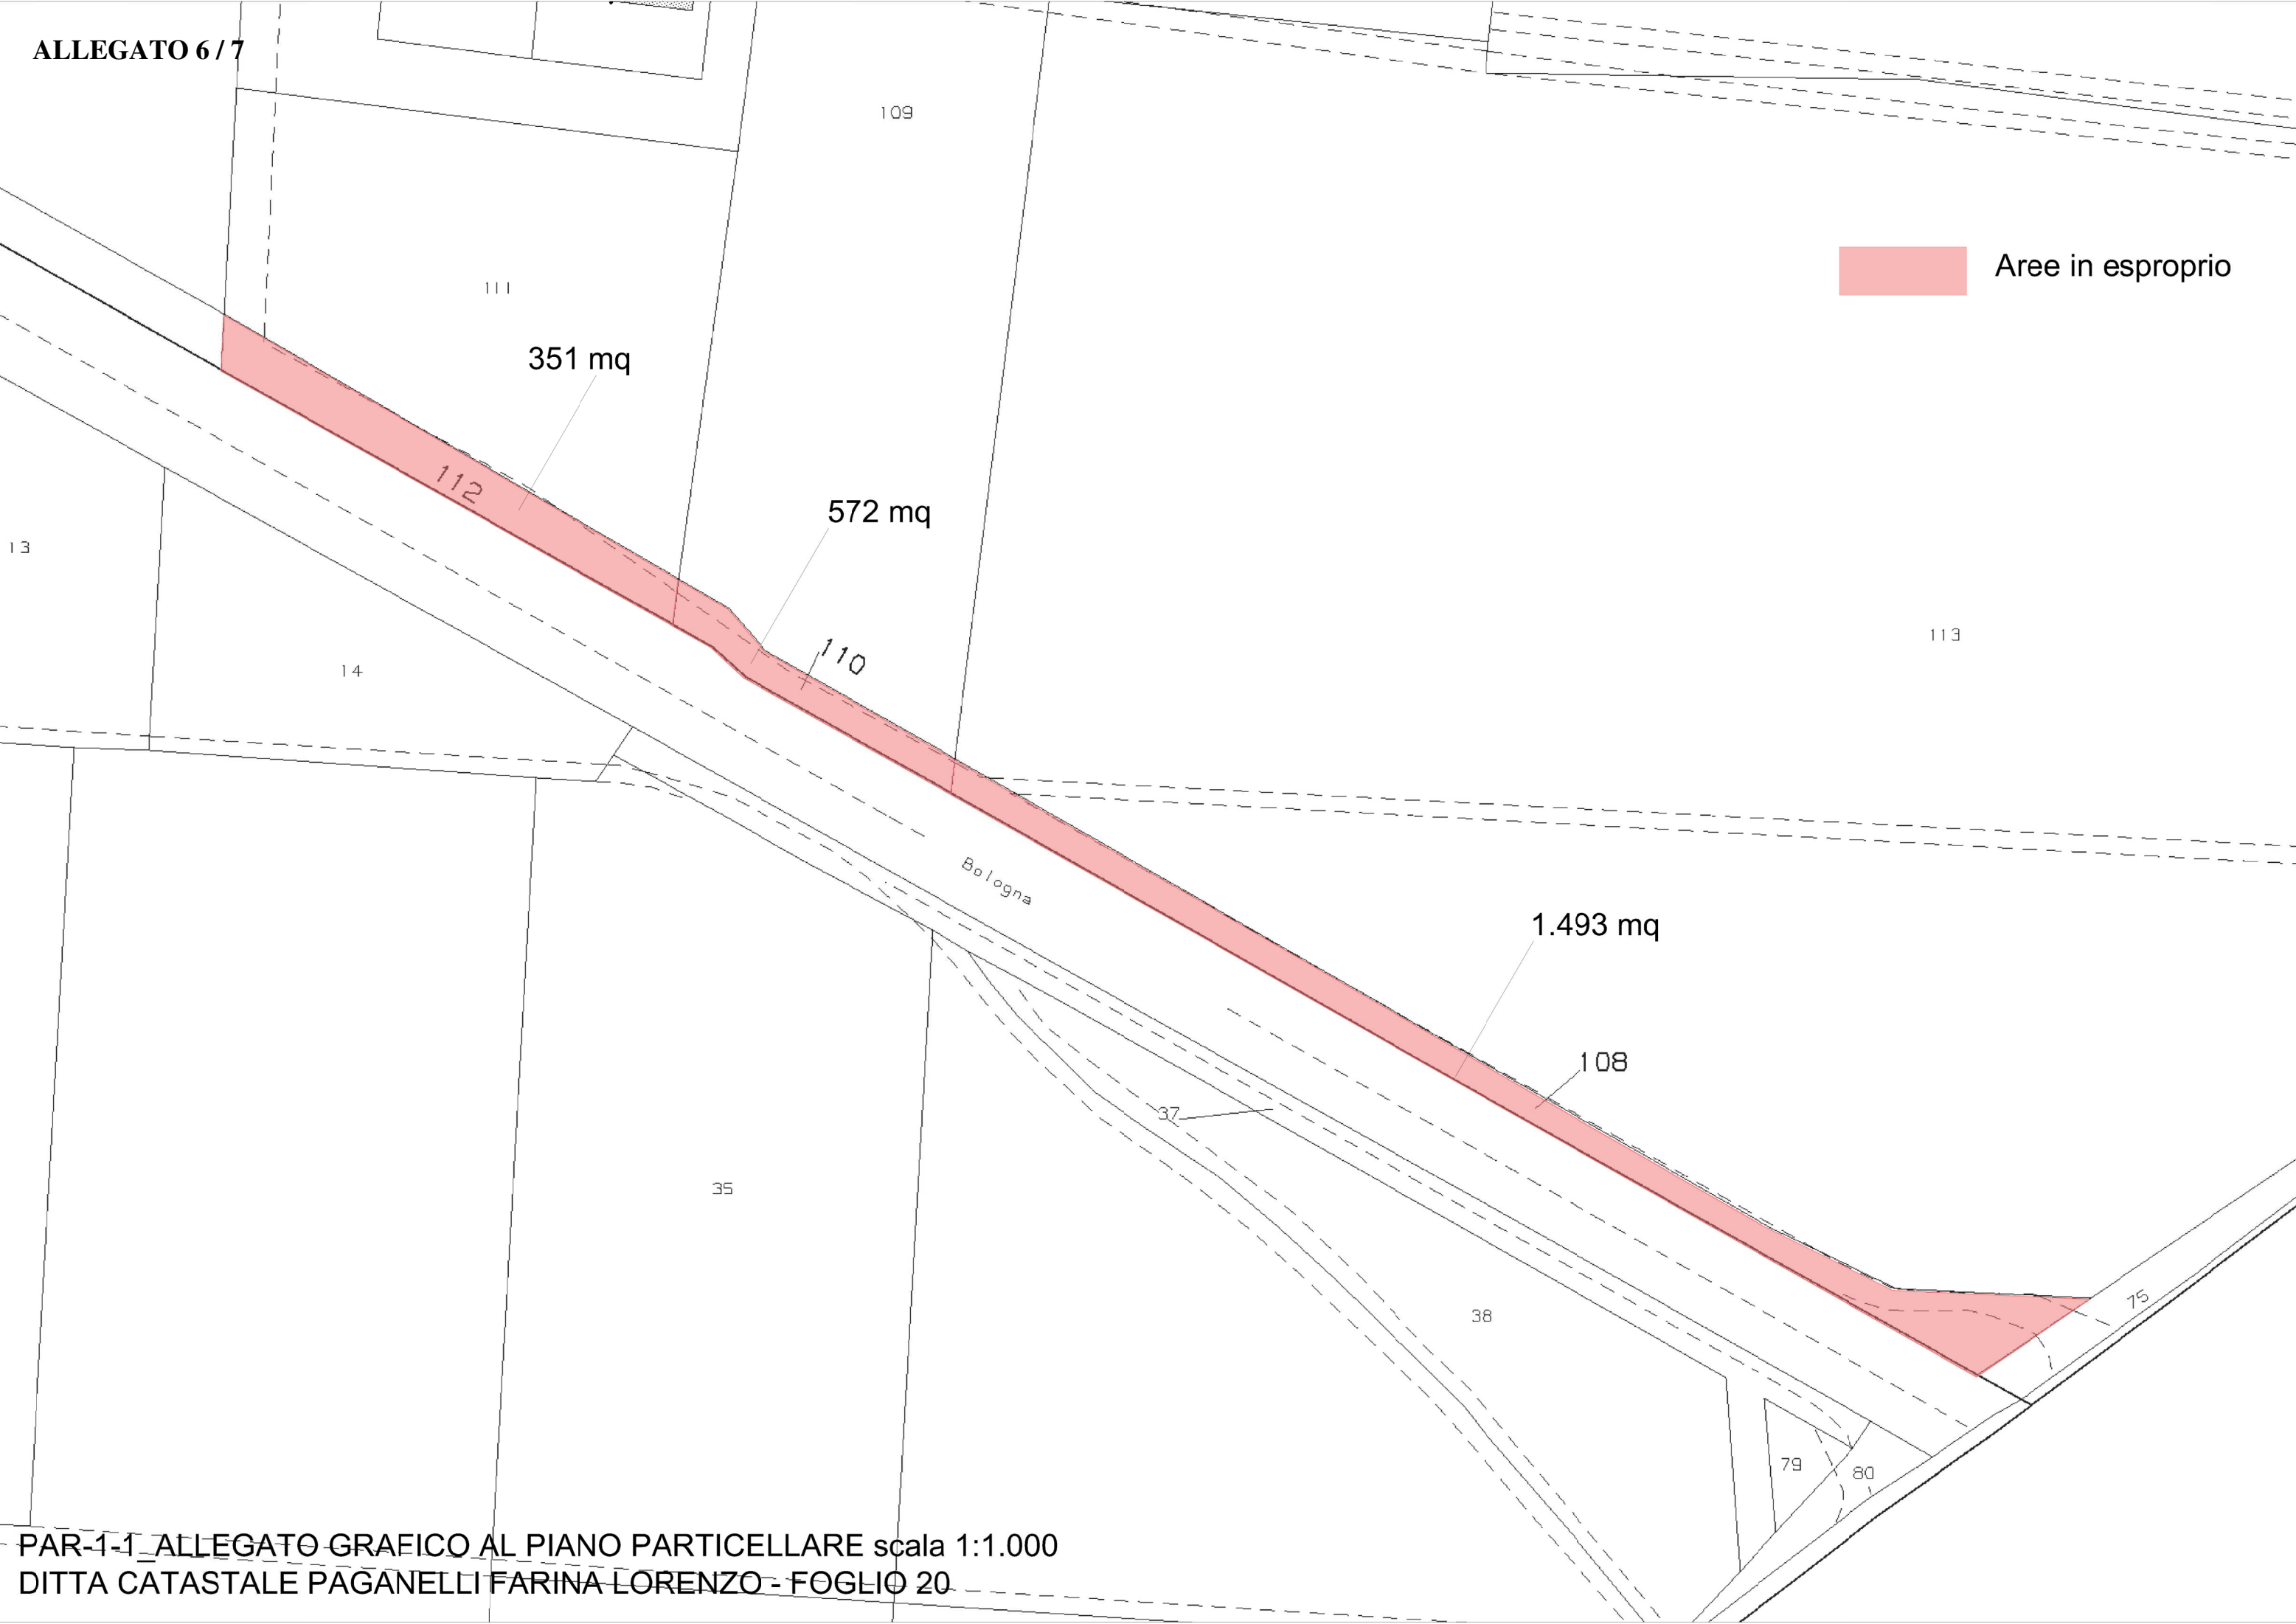 ALLEGATO 6 / 7
109
Aree in esproprio
111
351 mq
112
572 mq
13
110
113
14
Bologna
1.493 mq
108
37
35
38
75
79
80
PAR-1-1_ALLEGATO GRAFICO AL PIANO PARTICELLARE scala 1:1.000
DITTA CATASTALE PAGANELLI FARINA LORENZO - FOGLIO 20